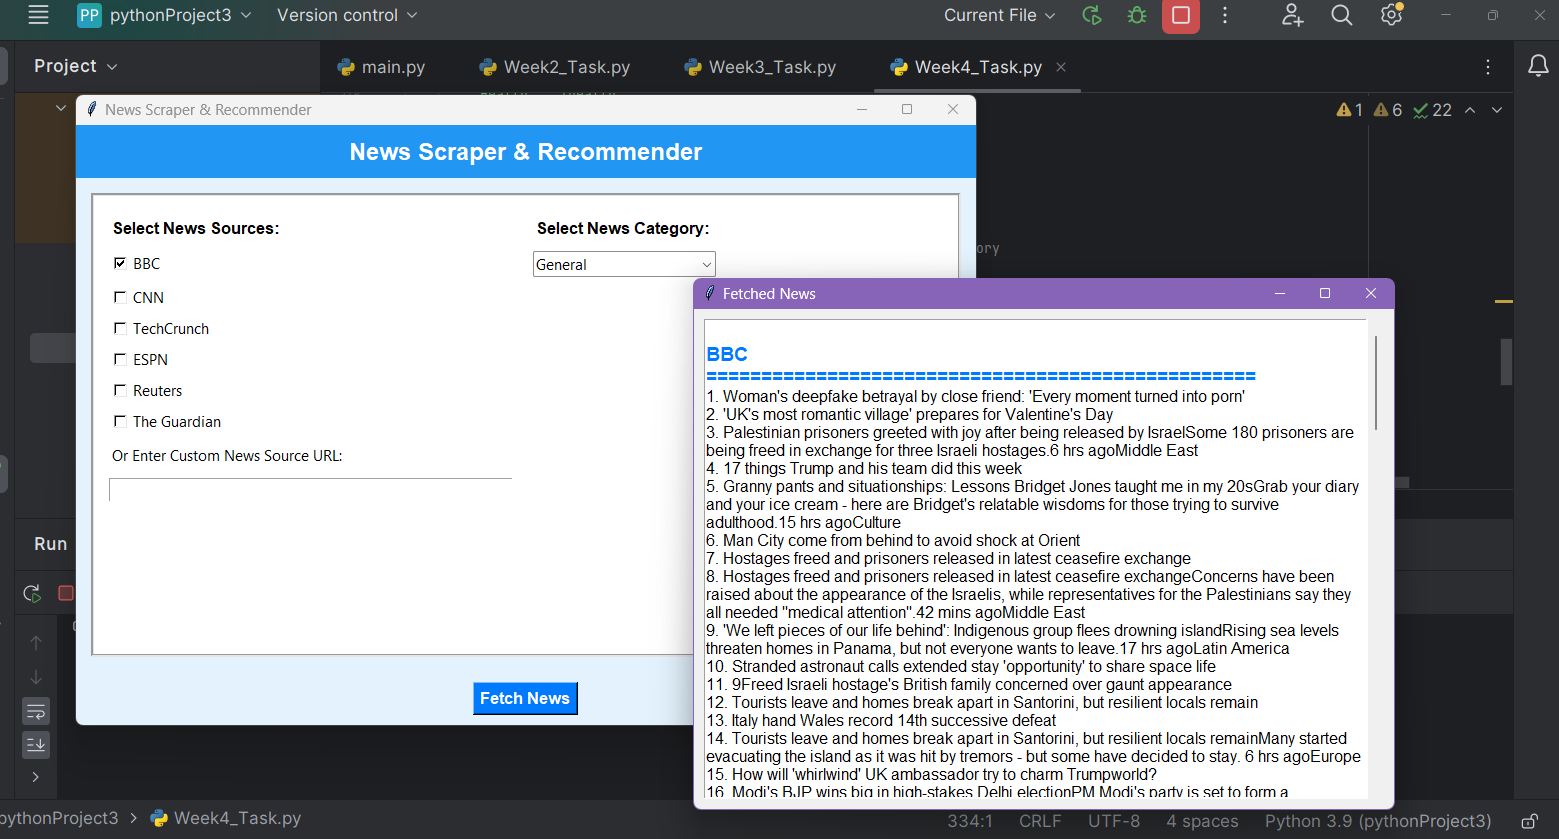 PP pythonProject3 Version control Current File
Project main.py Week2_Task.py Week3_Task.py Week4_Task.py
1 6 22
News Scraper & Recommender
News Scraper & Recommender
Select News Sources:
BBC
CNN
TechCrunch
ESPN
Reuters
The Guardian
Or Enter Custom News Source URL:
Select News Category:
General
Fetch News
ory
Fetched News
BBC
==================================================
1. Woman's deepfake betrayal by close friend: 'Every moment turned into porn'
2. 'UK's most romantic village' prepares for Valentine's Day
3. Palestinian prisoners greeted with joy after being released by IsraelSome 180 prisoners are
being freed in exchange for three Israeli hostages.6 hrs agoMiddle East
4. 17 things Trump and his team did this week
5. Granny pants and situationships: Lessons Bridget Jones taught me in my 20sGrab your diary
and your ice cream - here are Bridget's relatable wisdoms for those trying to survive
adulthood.15 hrs agoCulture
6. Man City come from behind to avoid shock at Orient
7. Hostages freed and prisoners released in latest ceasefire exchange
8. Hostages freed and prisoners released in latest ceasefire exchangeConcerns have been
raised about the appearance of the Israelis, while representatives for the Palestinians say they
all needed "medical attention".42 mins agoMiddle East
9. 'We left pieces of our life behind': Indigenous group flees drowning islandRising sea levels
threaten homes in Panama, but not everyone wants to leave.17 hrs agoLatin America
10. Stranded astronaut calls extended stay 'opportunity' to share space life
11. 9Freed Israeli hostage's British family concerned over gaunt appearance
12. Tourists leave and homes break apart in Santorini, but resilient locals remain
13. Italy hand Wales record 14th successive defeat
14. Tourists leave and homes break apart in Santorini, but resilient locals remainMany started
evacuating the island as it was hit by tremors - but some have decided to stay. 6 hrs agoEurope
15. How will 'whirlwind' UK ambassador try to charm Trumpworld?
16. Modi's BJP wins big in high-stakes Delhi electionPM Modi's party is set to form a
Run
pythonProject3 > Week4_Task.py
334:1 CRLF UTF-8 4 spaces Python 3.9 (pythonProject3)